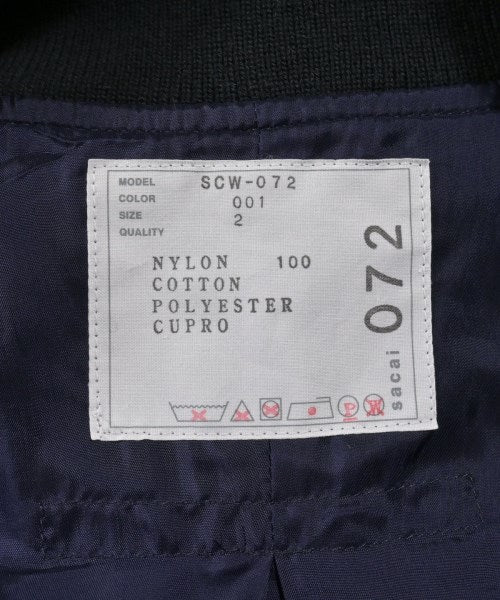 MODEL SCW-072
COLOR 001
SIZE 2
QUALITY
NYLON 100
COTTON
POLYESTER
CUPRO
sacai 072
P
W